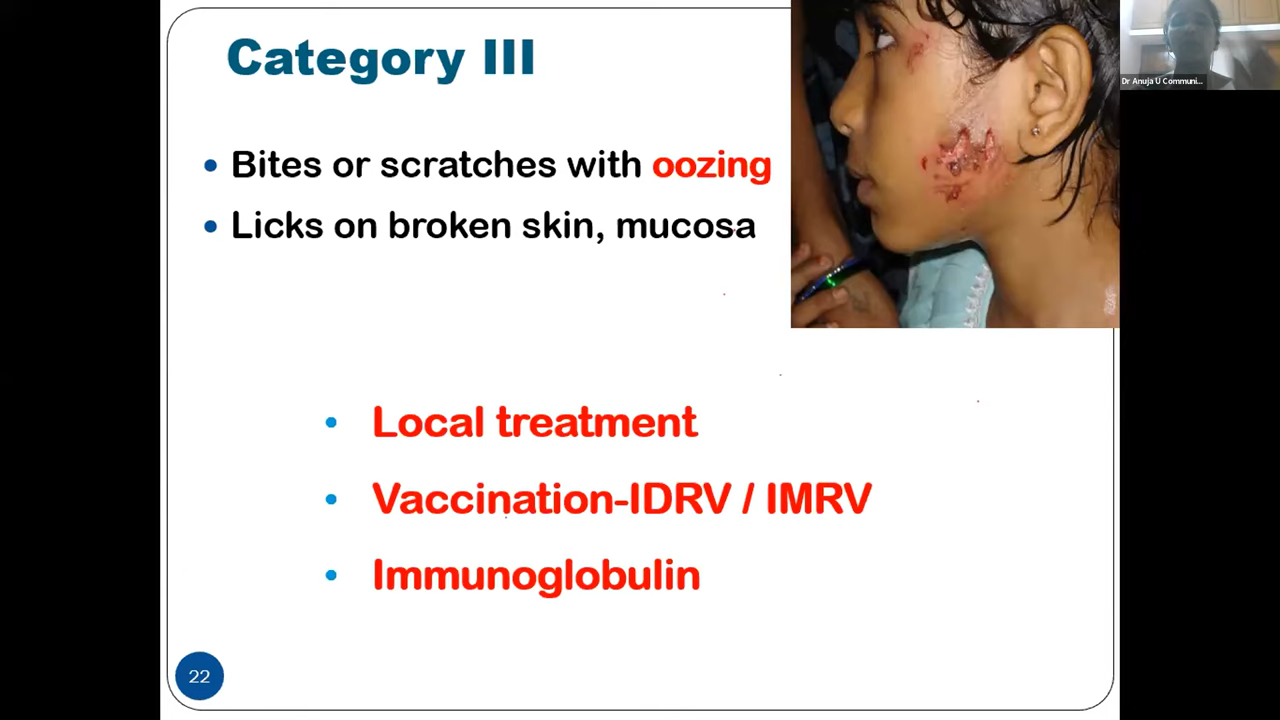 Category III
• Bites or scratches with oozing
• Licks on broken skin, mucosa
• Local treatment
• Vaccination-IDRV / IMRV
• Immunoglobulin
22
Dr Anuja U Communi...